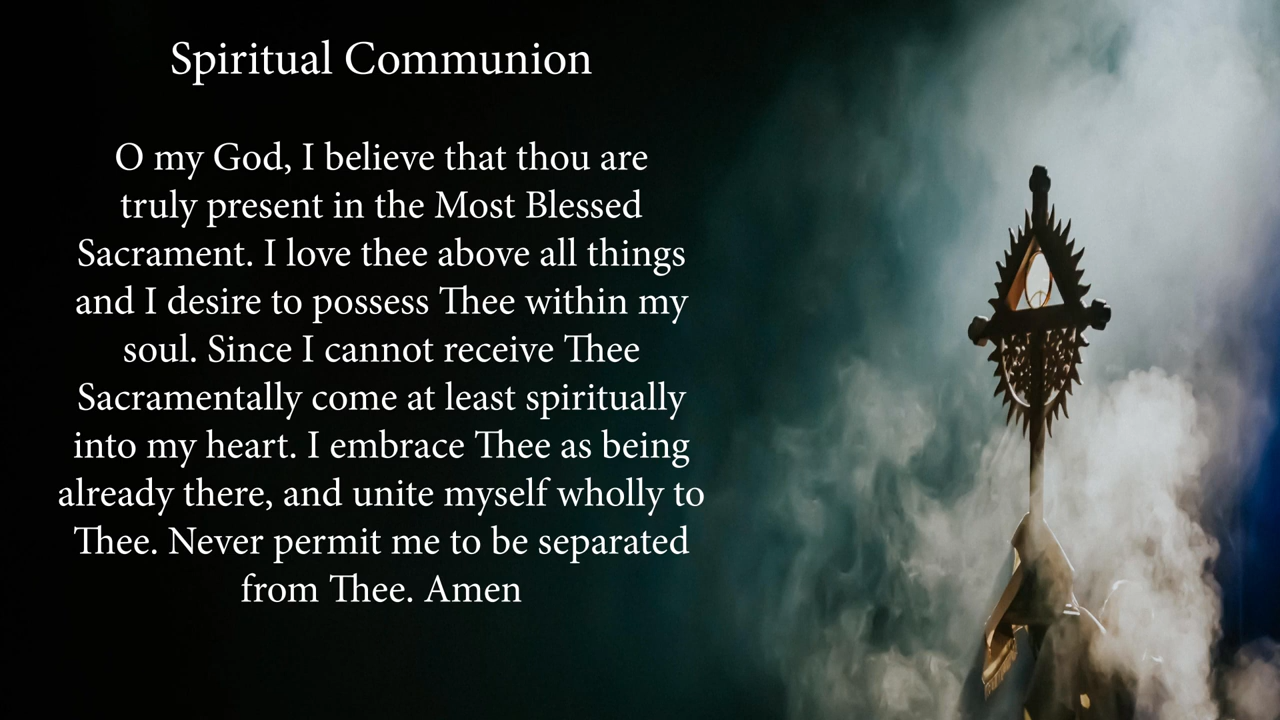 Spiritual Communion
O my God, I believe that thou are
truly present in the Most Blessed
Sacrament. I love thee above all things
and I desire to possess Thee within my
soul. Since I cannot receive Thee
Sacramentally come at least spiritually
into my heart. I embrace Thee as being
already there, and unite myself wholly to
Thee. Never permit me to be separated
from Thee. Amen